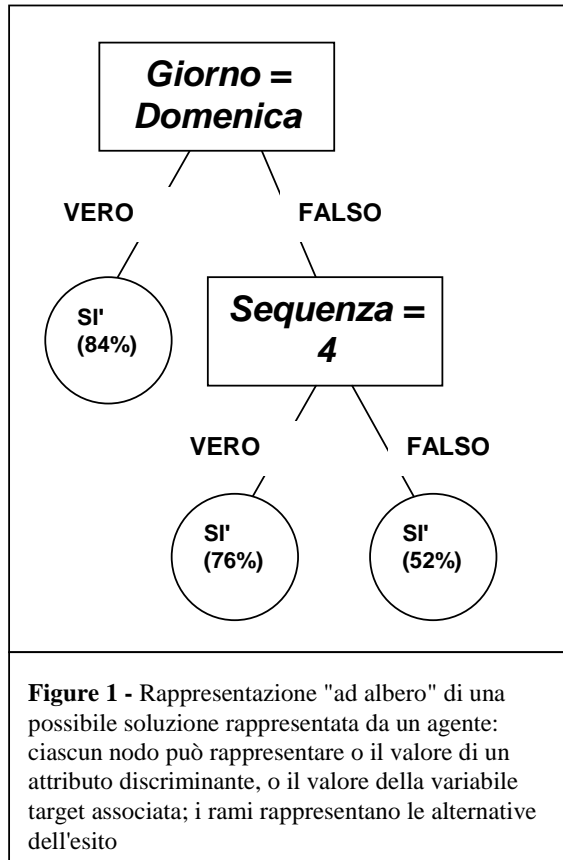 Giorno =
Domenica
VERO
FALSO
SI'
(84%)
Sequenza =
4
VERO
FALSO
SI'
(76%)
SI'
(52%)
Figure 1 - Rappresentazione "ad albero" di una
possibile soluzione rappresentata da un agente:
ciascun nodo può rappresentare o il valore di un
attributo discriminante, o il valore della variabile
target associata; i rami rappresentano le alternative
dell'esito